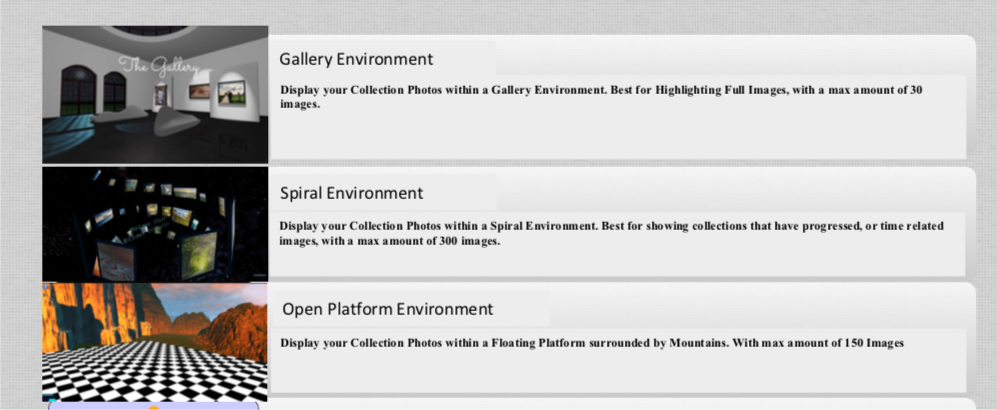 The Gallery
Gallery Environment
Display your Collection Photos within a Gallery Environment. Best for Highlighting Full Images, with a max amount of 30
images.
Spiral Environment
Display your Collection Photos within a Spiral Environment. Best for showing collections that have progressed, or time related
images, with a max amount of 300 images.
Open Platform Environment
Display your Collection Photos within a Floating Platform surrounded by Mountains. With max amount of 150 Images